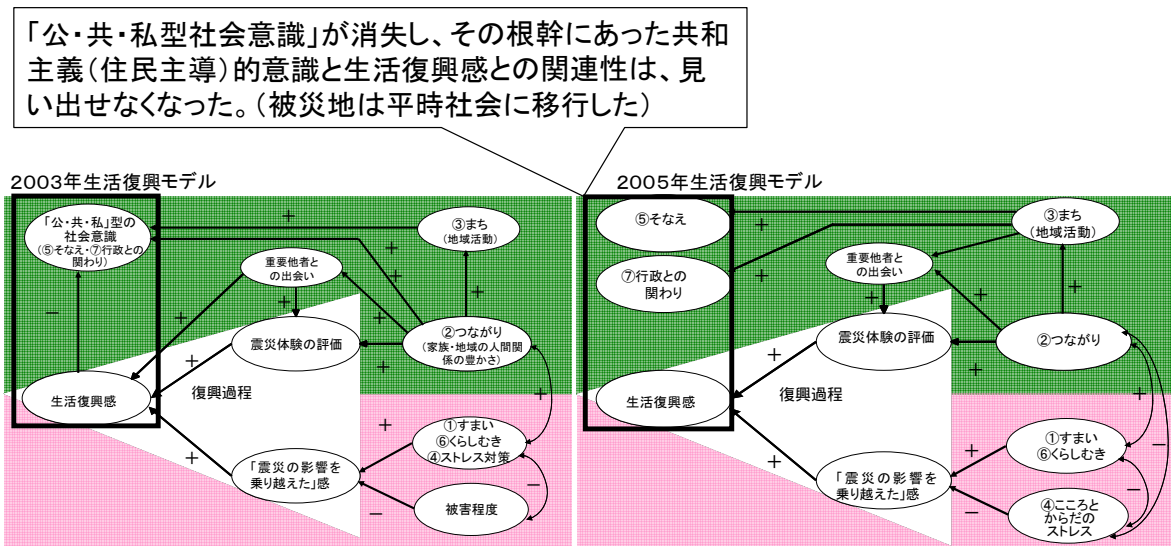 「公・共・私型社会意識」が消失し、その根幹にあった共和
主義(住民主導)的意識と生活復興感との関連性は、見
い出せなくなった。(被災地は平時社会に移行した)
2003年生活復興モデル
「公・共・私」型の
社会意識
(⑤そなえ・⑦行政との
関わり)
+
③まち
(地域活動)
重要他者と
の出会い
+
+
+
−
+
+
震災体験の評価
②つながり
(家族・地域の人間関
係の豊かさ)
+
+
復興過程
生活復興感
+
+
+
①すまい
⑥くらしむき
④ストレス対策
「震災の影響を
乗り越えた」感
−
−
被害程度
2005年生活復興モデル
⑤そなえ
+
③まち
(地域活動)
重要他者と
の出会い
⑦行政との
関わり
+
+
+
+
震災体験の評価
②つながり
+
+
復興過程
生活復興感
+
+
+
①すまい
⑥くらしむき
−
「震災の影響を
乗り越えた」感
−
−
④こころと
からだの
ストレス